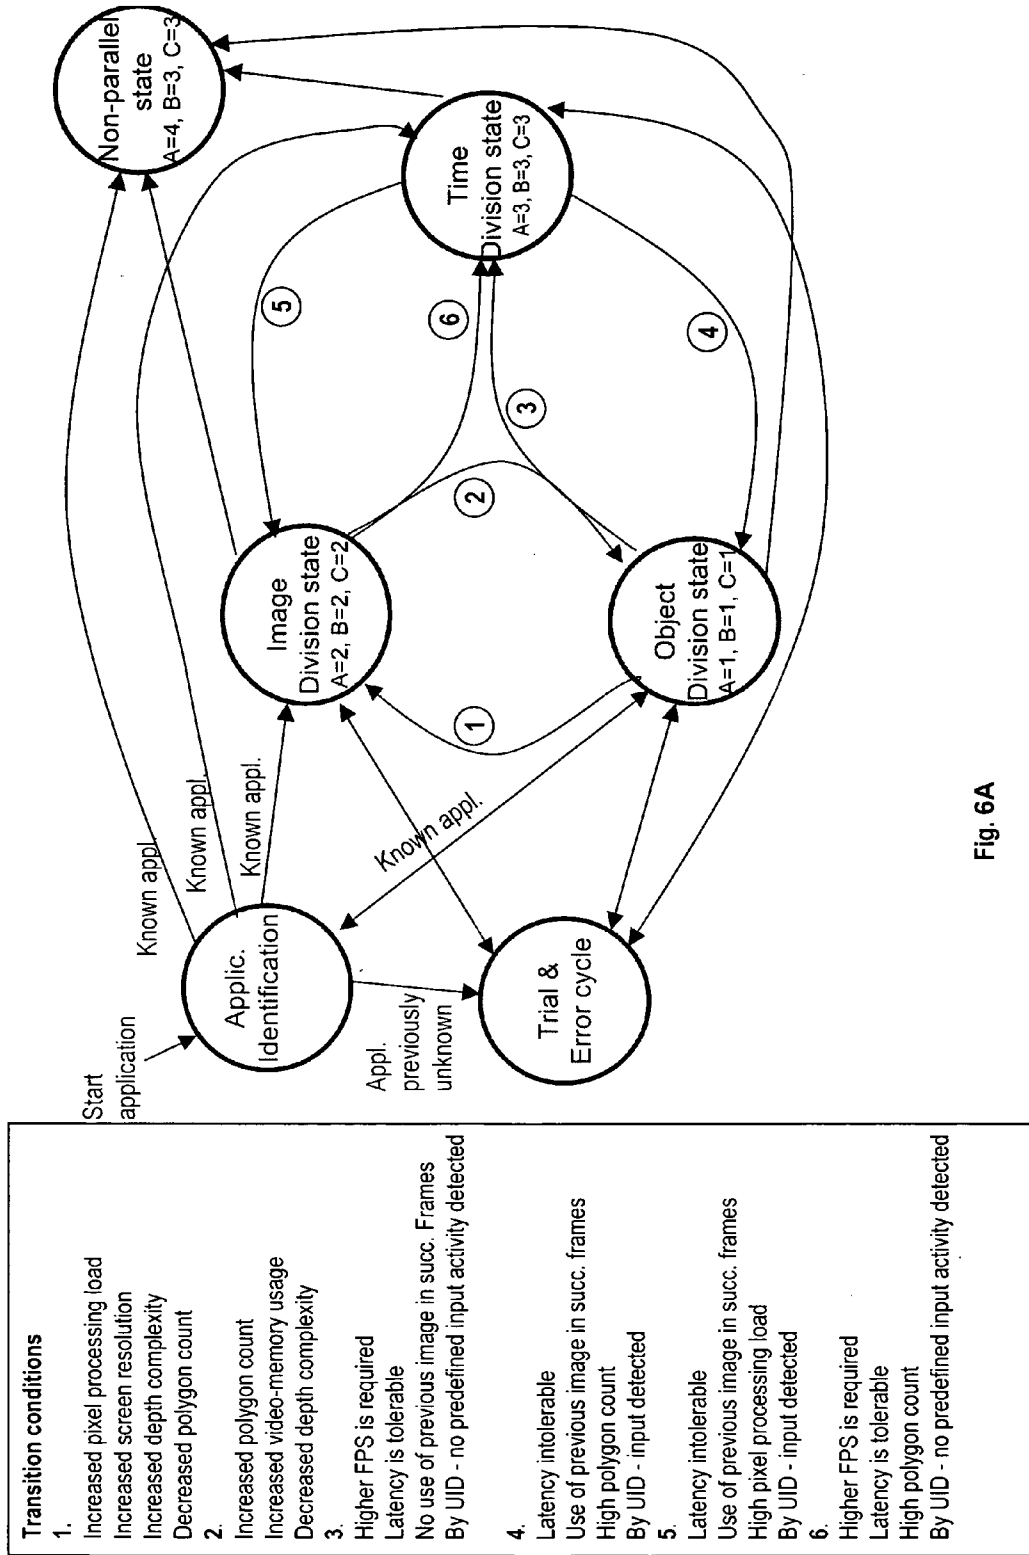 Transition conditions
1.
Increased pixel processing load
Increased screen resolution
Increased depth complexity
Decreased polygon count
2.
Increased polygon count
Increased video-memory usage
Decreased depth complexity
3.
Higher FPS is required
Latency is tolerable
No use of previous image in succ. Frames
By UID - no predefined input activity detected
4.
Latency intolerable
Use of previous image in succ. frames
High polygon count
By UID - input detected
5.
Latency intolerable
Use of previous image in succ. frames
High pixel processing load
By UID - input detected
6.
Higher FPS is required
Latency is tolerable
High polygon count
By UID - no predefined input activity detected
Start
application
Applic.
Identification
Appl.
previously
unknown
Trial &
Error cycle
Known appl.
Known appl.
Known appl.
Known appl.
Image
Division state
A=2, B=2, C=2
Object
Division state
A=1, B=1, C=1
Time
Division state
A=3, B=3, C=3
Non-parallel
state
A=4, B=3, C=3
1
2
3
4
5
6
Fig. 6A